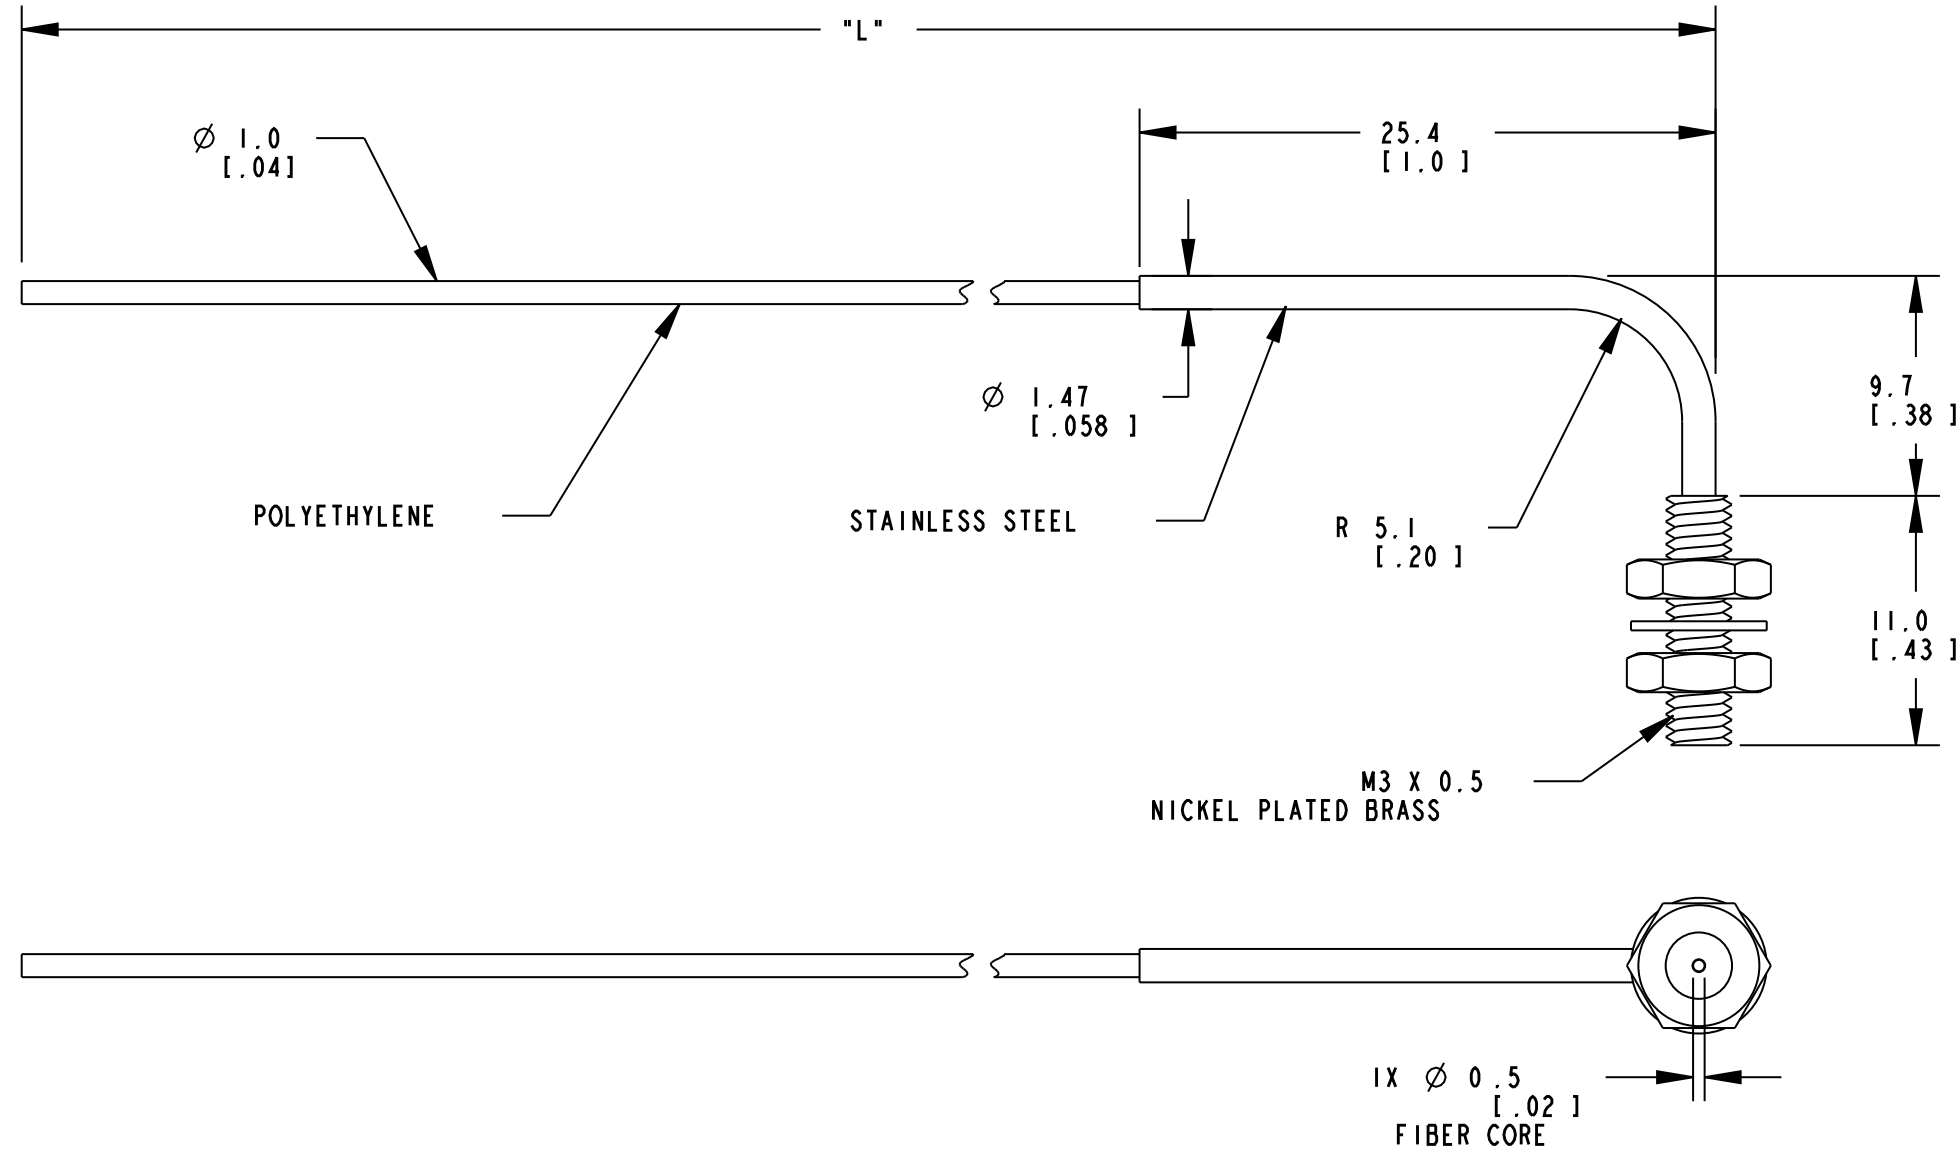 "L"
Ø 1.0
[.04]
25.4
[1.0 ]
Ø 1.47
[.058 ]
9.7
[.38 ]
POLYETHYLENE
STAINLESS STEEL
R 5.1
[.20 ]
11.0
[.43 ]
M3 X 0.5
NICKEL PLATED BRASS
1X Ø 0.5
[.02 ]
FIBER CORE